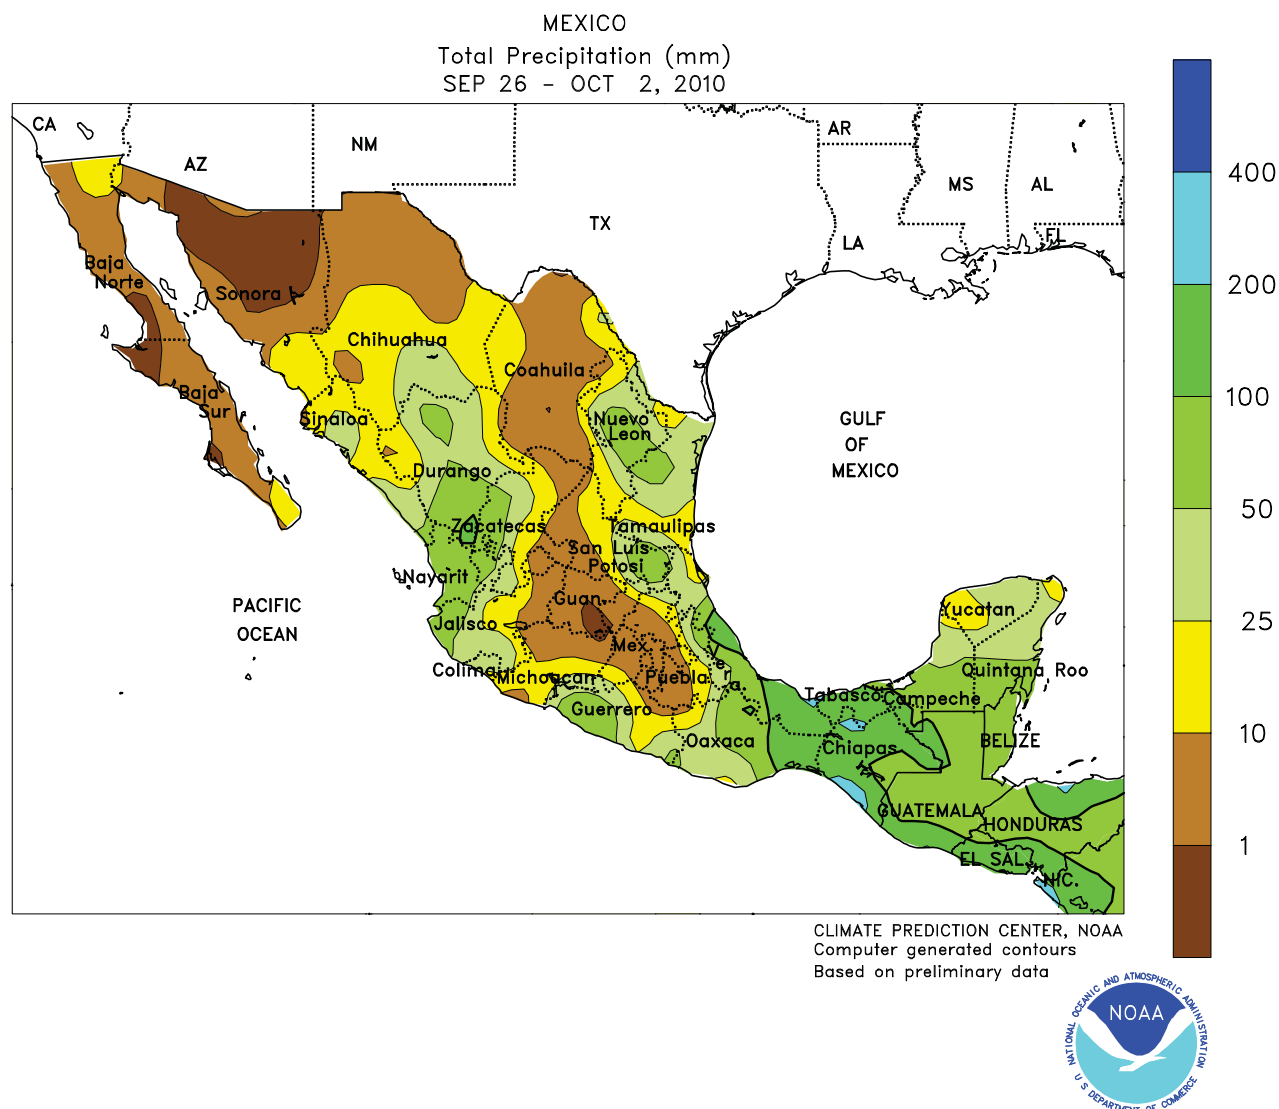 MEXICO
Total Precipitation (mm)
SEP 26 - OCT 2, 2010
CA
AZ
NM
TX
AR
LA
MS
AL
FL
Baja
Norte
Sonora
Chihuahua
Coahuila
Baja
Sur
Sinaloa
Nuevo
Leon
Durango
Zacatecas
Tamaulipas
San Luis
Potosi
Nayarit
Guan.
Jalisco
Mex.
Colima
Michoacan
Puebla
Vera.
Guerrero
Oaxaca
Tabasco
Campeche
Chiapas
Yucatan
Quintana Roo
BELIZE
GUATEMALA
HONDURAS
EL SAL.
NIC.
GULF
OF
MEXICO
PACIFIC
OCEAN
400
200
100
50
25
10
1
CLIMATE PREDICTION CENTER, NOAA
Computer generated contours
Based on preliminary data
NATIONAL OCEANIC AND ATMOSPHERIC ADMINISTRATION
NOAA
U S DEPARTMENT OF COMMERCE